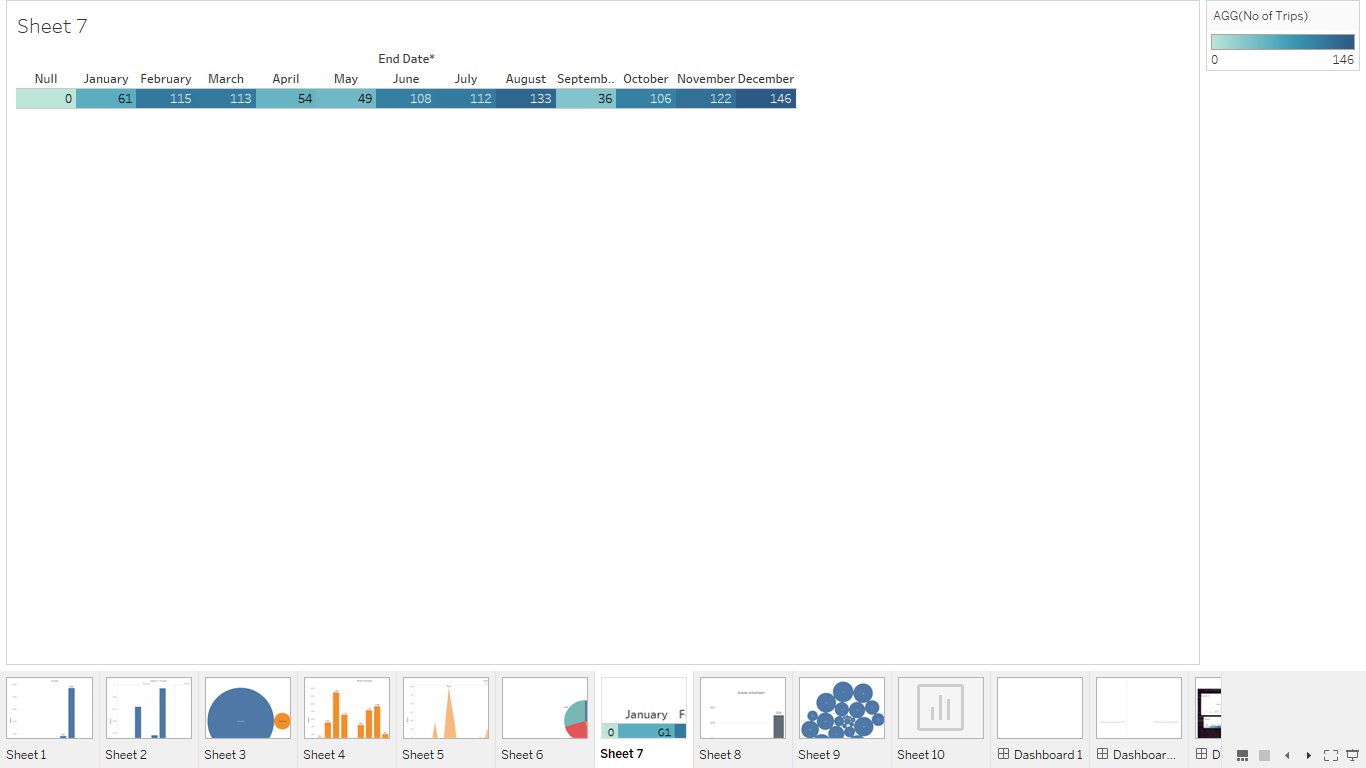 Sheet 7
AGG(No of Trips)
0 146
End Date*
Null January February March April May June July August Septemb.. October November December
0 61 115 113 54 49 108 112 133 36 106 122 146
January F
0 61
Sheet 1 Sheet 2 Sheet 3 Sheet 4 Sheet 5 Sheet 6 Sheet 7 Sheet 8 Sheet 9 Sheet 10 Dashboard 1 Dashboar... D